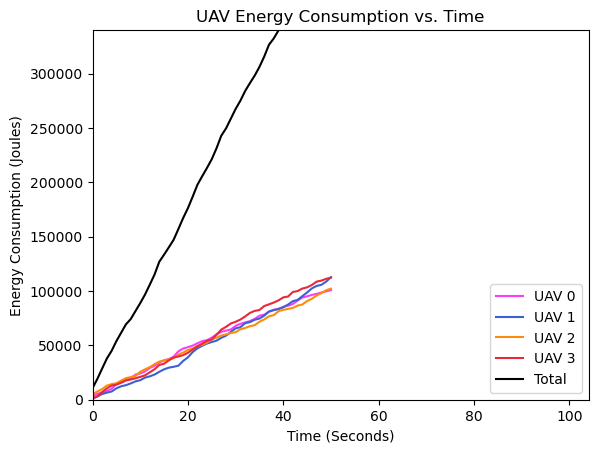 UAV Energy Consumption vs. Time
Energy Consumption (Joules)
300000
250000
200000
150000
100000
50000
0
0 20 40 60 80 100
Time (Seconds)
UAV 0
UAV 1
UAV 2
UAV 3
Total